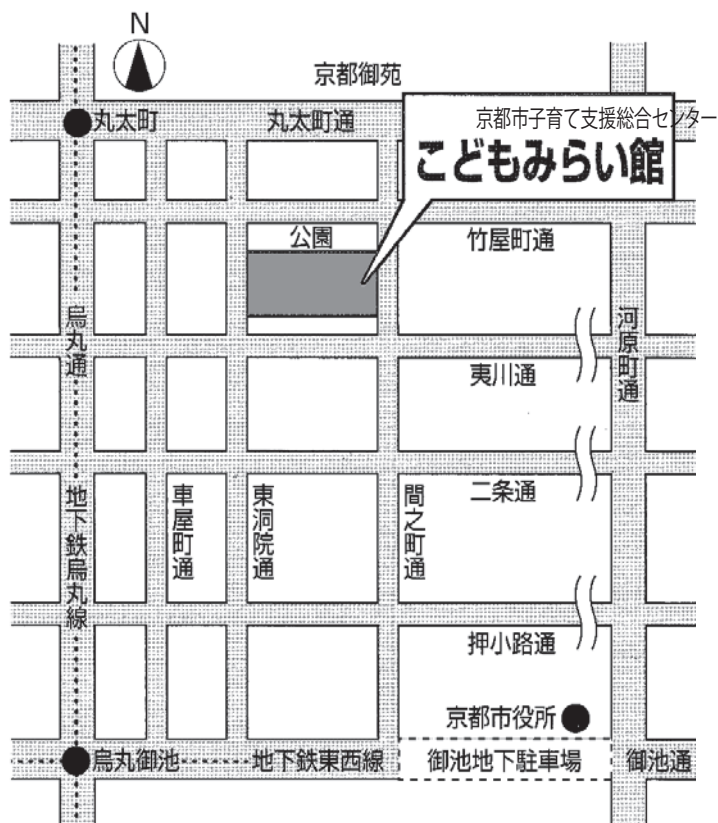 N
京都御苑
丸太町
丸太町通
京都市子育て支援総合センター
こどもみらい館
公園
竹屋町通
烏丸通
河原町通
夷川通
地下鉄烏丸線
車屋町通
東洞院通
間之町通
二条通
押小路通
京都市役所
烏丸御池
地下鉄東西線
御池地下駐車場
御池通